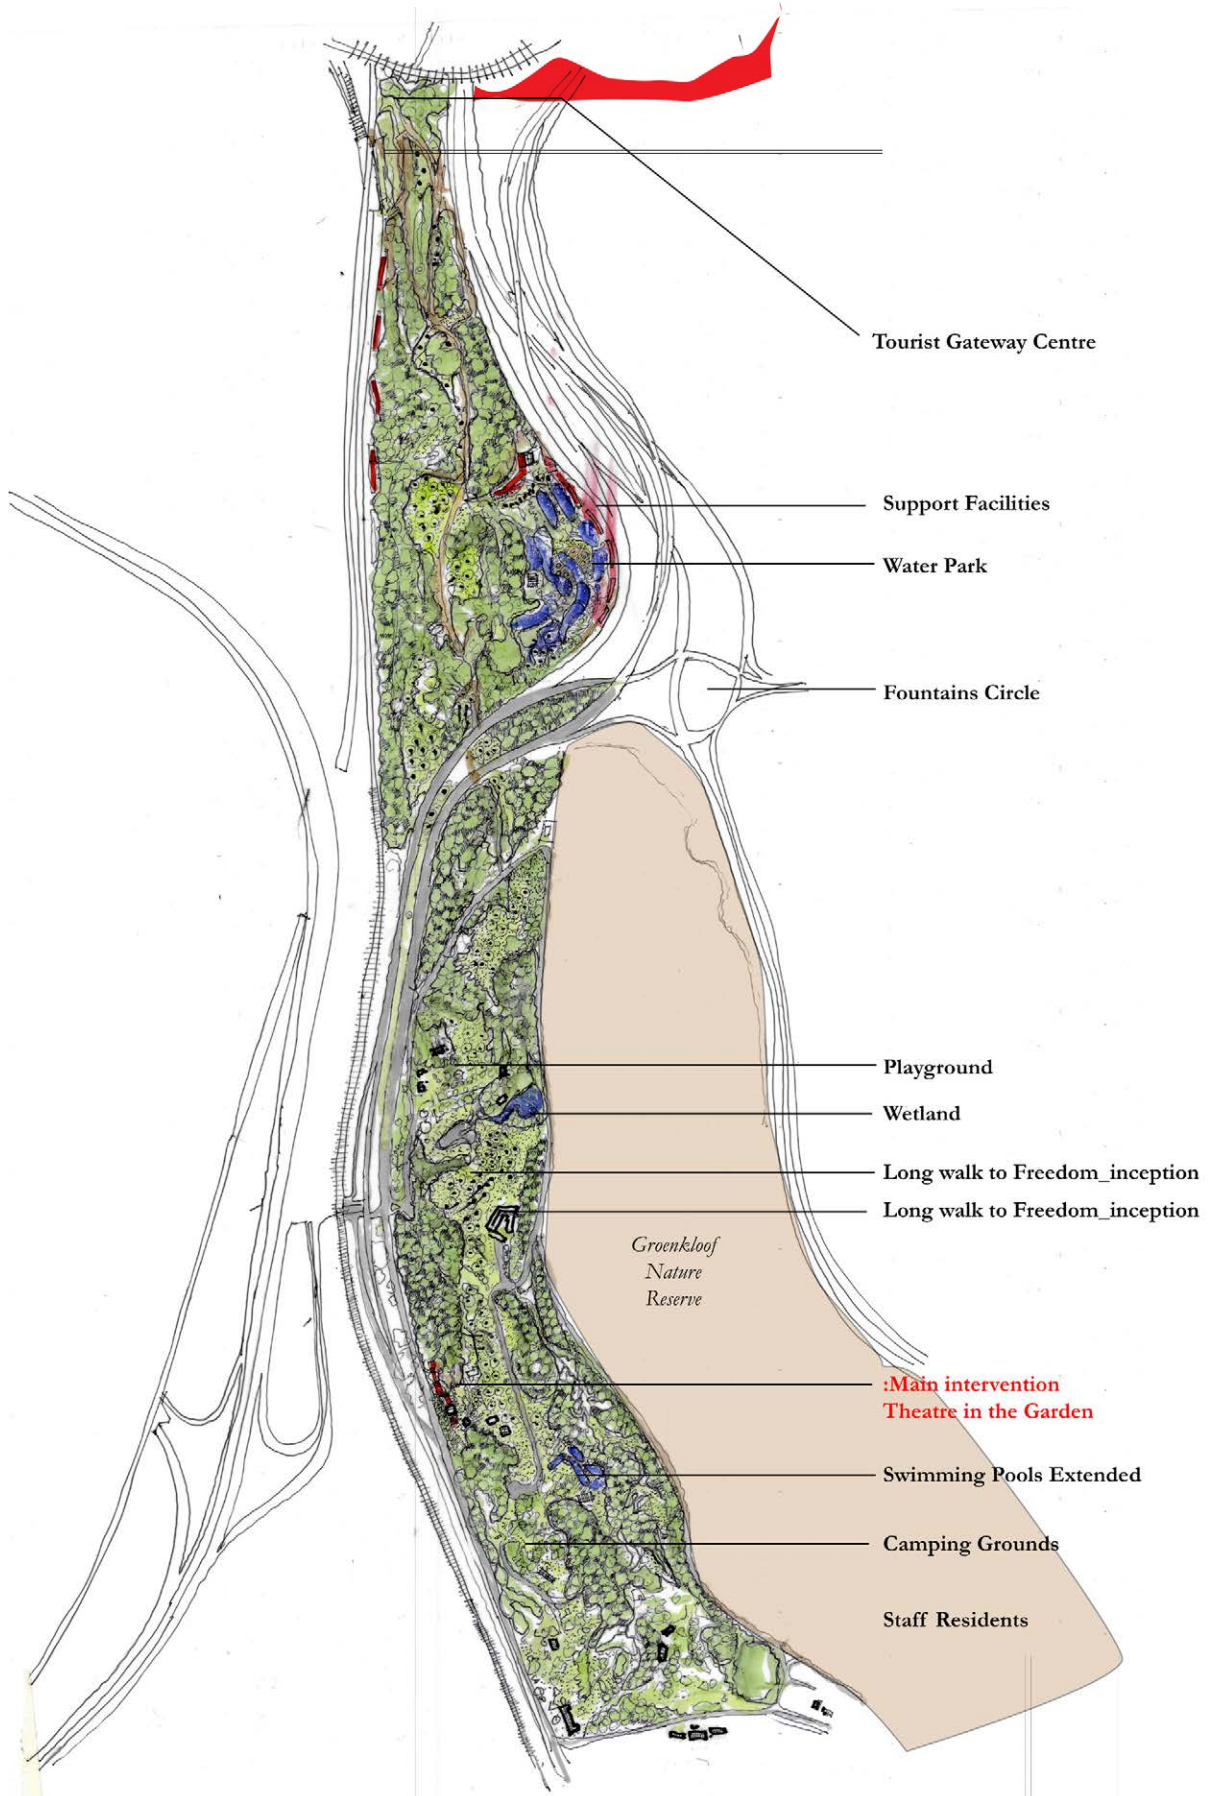 Tourist Gateway Centre
Support Facilities
Water Park
Fountains Circle
Playground
Wetland
Long walk to Freedom_inception
Long walk to Freedom_inception
Groenkloof
Nature
Reserve
:Main intervention
Theatre in the Garden
Swimming Pools Extended
Camping Grounds
Staff Residents